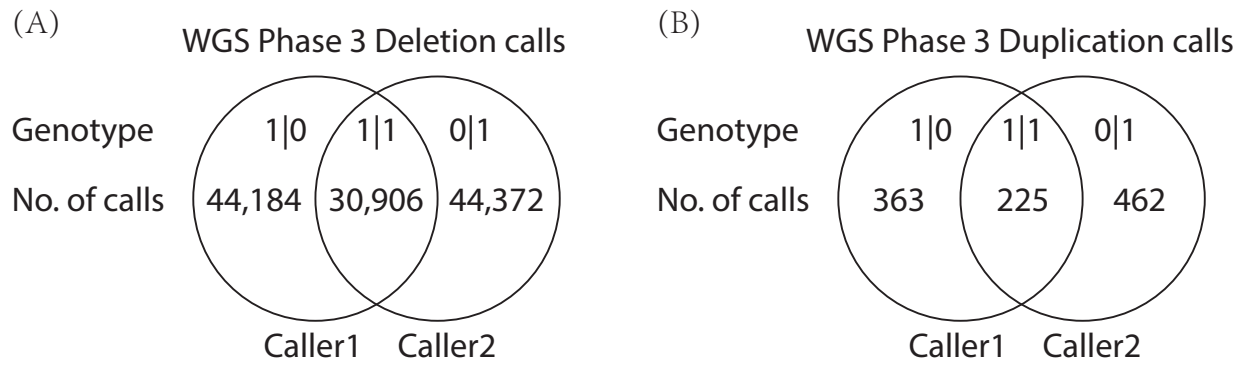 (A)
WGS Phase 3 Deletion calls
Genotype 1|0 1|1 0|1
No. of calls 44,184 30,906 44,372
Caller1 Caller2
(B)
WGS Phase 3 Duplication calls
Genotype 1|0 1|1 0|1
No. of calls 363 225 462
Caller1 Caller2